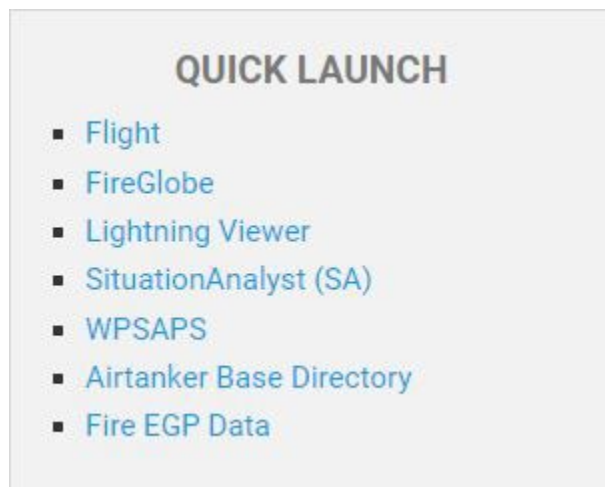 QUICK LAUNCH
Flight
FireGlobe
Lightning Viewer
SituationAnalyst (SA)
WPSAPS
Airtanker Base Directory
Fire EGP Data